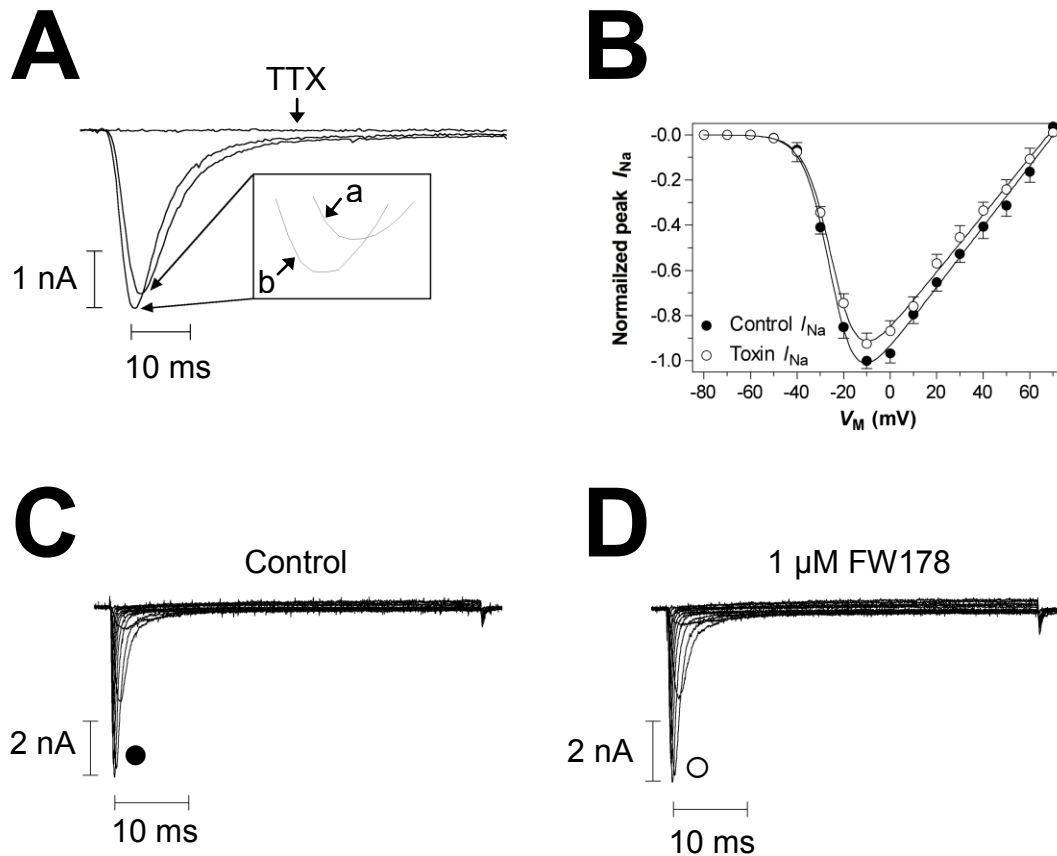 A
TTX
a
b
1 nA
10 ms
B
Normailzed peak INa
-0.0
-0.2
-0.4
-0.6
-0.8
-1.0
Control INa
Toxin INa
-80 -60 -40 -20 0 20 40 60
VM (mV)
C
Control
2 nA
10 ms
D
1 µM FW178
2 nA
10 ms